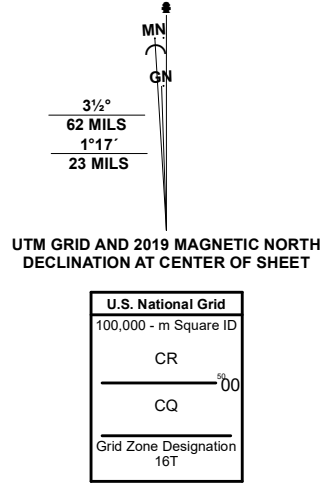 MN
GN
3½°
62 MILS
1°17´
23 MILS
UTM GRID AND 2019 MAGNETIC NORTH
DECLINATION AT CENTER OF SHEET
U.S. National Grid
100,000 - m Square ID
CR
50 00
CQ
Grid Zone Designation
16T